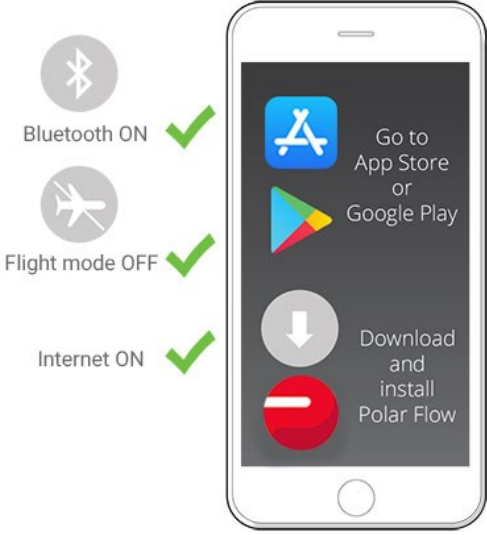 Bluetooth ON
Flight mode OFF
Internet ON
Go to
App Store
or
Google Play
Download
and
install
Polar Flow